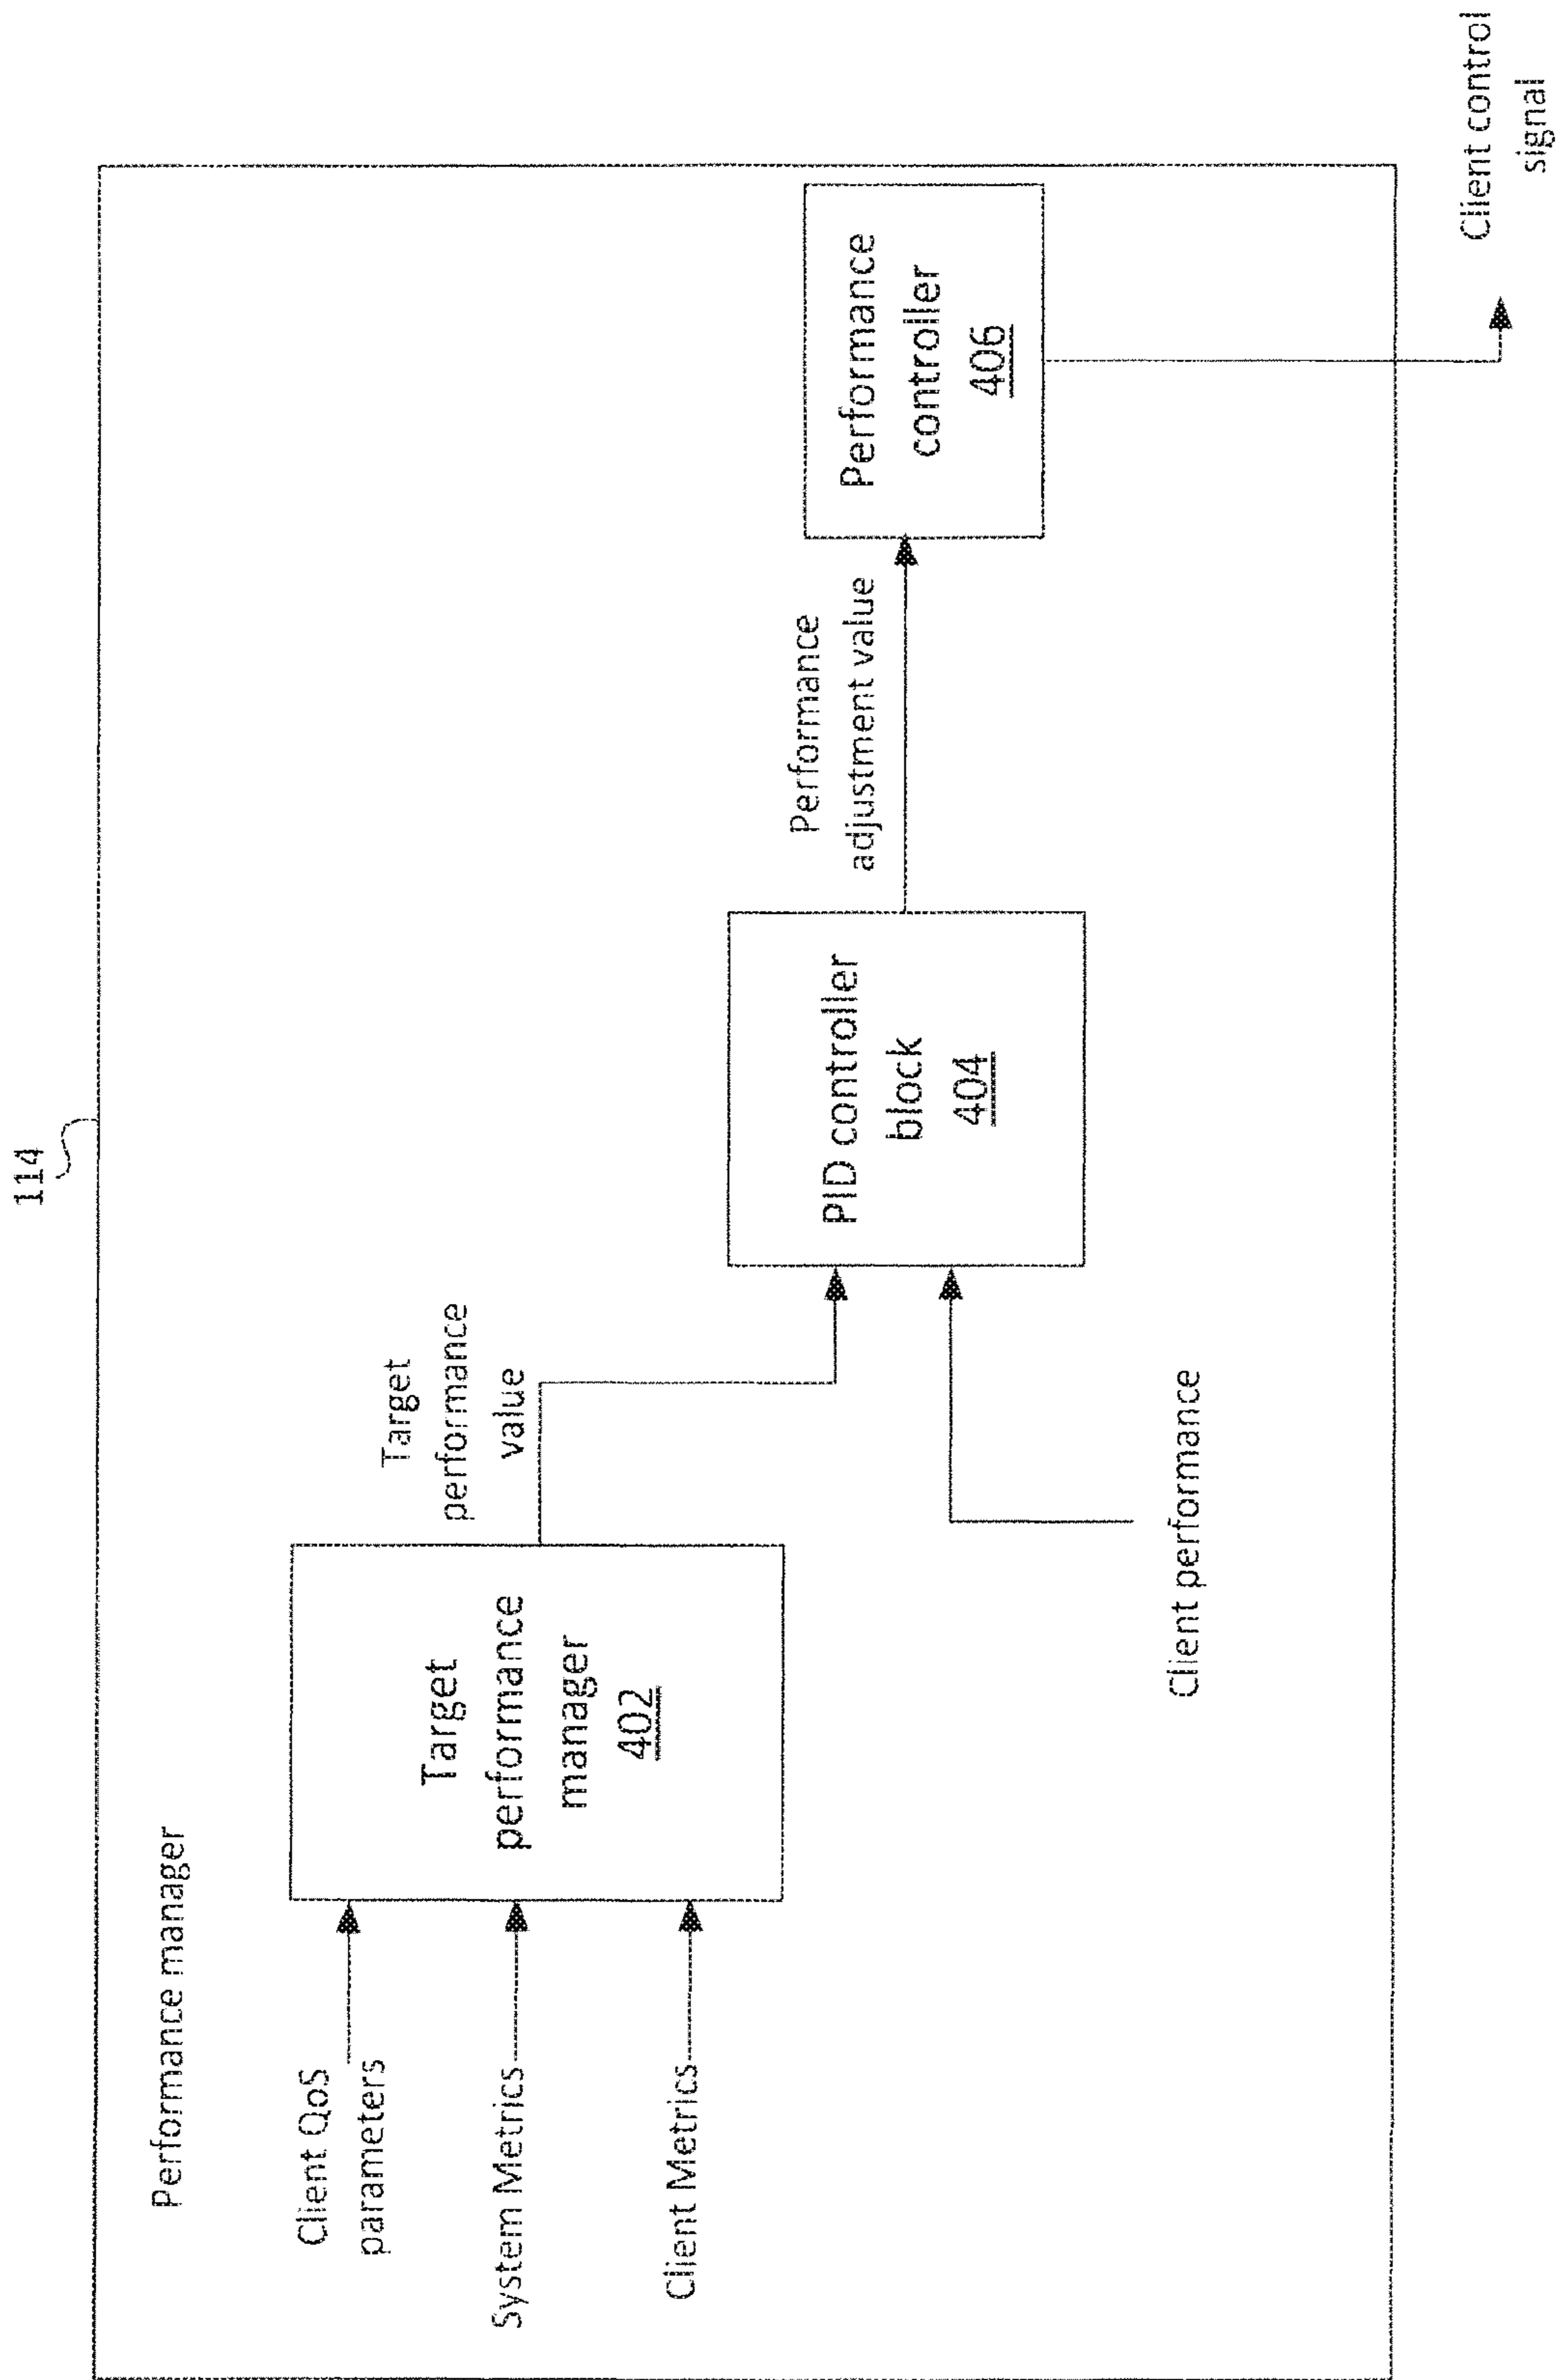 114
Performance manager
Client QoS
parameters
System Metrics
Client Metrics
Target
performance
manager
402
Target
performance
value
Client performance
PID controller
block
404
Performance
adjustment value
Performance
controller
406
Client control
signal